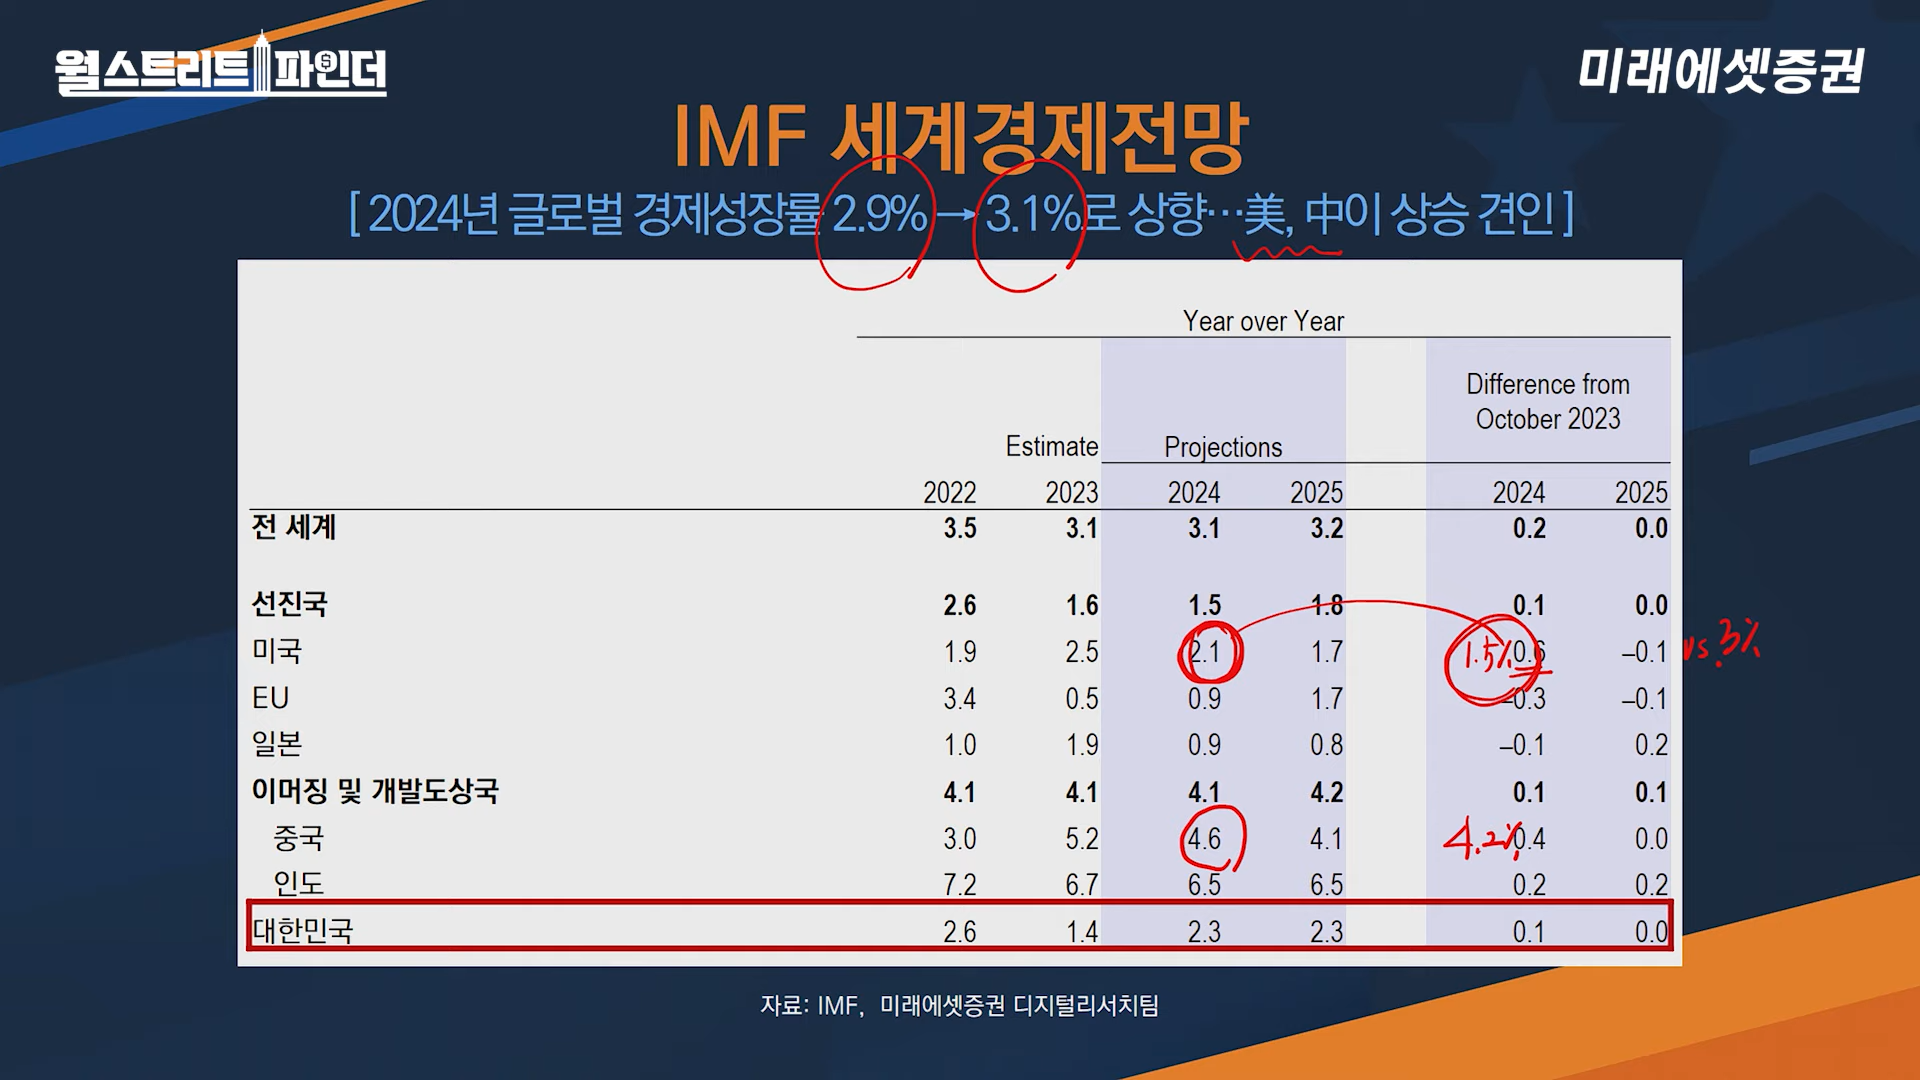 월스트리트 파인더
미래에셋증권
IMF 세계경제전망
[ 2024년 글로벌 경제성장률 2.9% → 3.1%로 상향…美, 中이 상승 견인 ]
Year over Year
Difference from
October 2023
Estimate Projections
2022 2023 2024 2025 2024 2025
전 세계 3.5 3.1 3.1 3.2 0.2 0.0
선진국 2.6 1.6 1.5 1.8 0.1 0.0
미국 1.9 2.5 2.1 1.7 1.5% 0.6 –0.1 vs. 3%
EU 3.4 0.5 0.9 1.7 –0.3 –0.1
일본 1.0 1.9 0.9 0.8 –0.1 0.2
이머징 및 개발도상국 4.1 4.1 4.1 4.2 0.1 0.1
중국 3.0 5.2 4.6 4.1 4.2% 0.4 0.0
인도 7.2 6.7 6.5 6.5 0.2 0.2
대한민국 2.6 1.4 2.3 2.3 0.1 0.0
자료: IMF, 미래에셋증권 디지털리서치팀